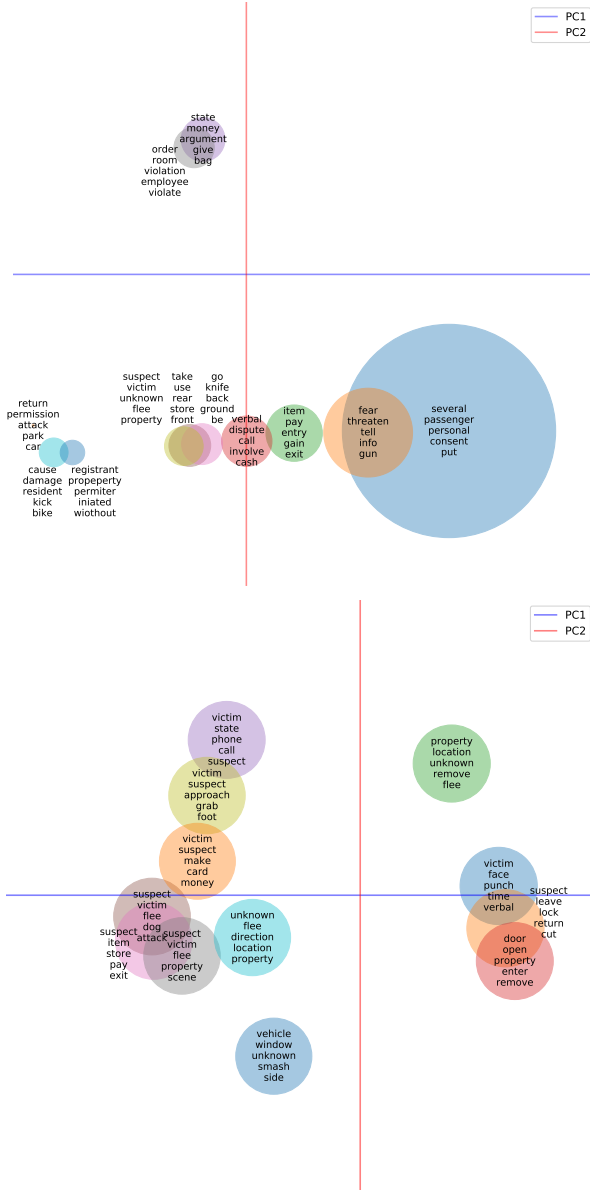 PC1
PC2
state
money
argument
give
bag
order
room
violation
employee
violate
suspect
victim
unknown
flee
property
take
use
rear
store
front
go
knife
back
ground
be
verbal
dispute
call
involve
cash
item
pay
entry
gain
exit
fear
threaten
tell
info
gun
several
passenger
personal
consent
put
return
permission
attack
park
car
cause
damage
resident
kick
bike
registrant
propeperty
permiter
iniated
wiothout
PC1
PC2
victim
state
phone
call
suspect
victim
suspect
approach
grab
foot
victim
suspect
make
card
money
property
location
unknown
remove
flee
victim
face
punch
time
verbal
suspect
leave
lock
return
cut
door
open
property
enter
remove
suspect
victim
flee
dog
attack
suspect
item
store
pay
exit
suspect
victim
flee
property
scene
unknown
flee
direction
location
property
vehicle
window
unknown
smash
side